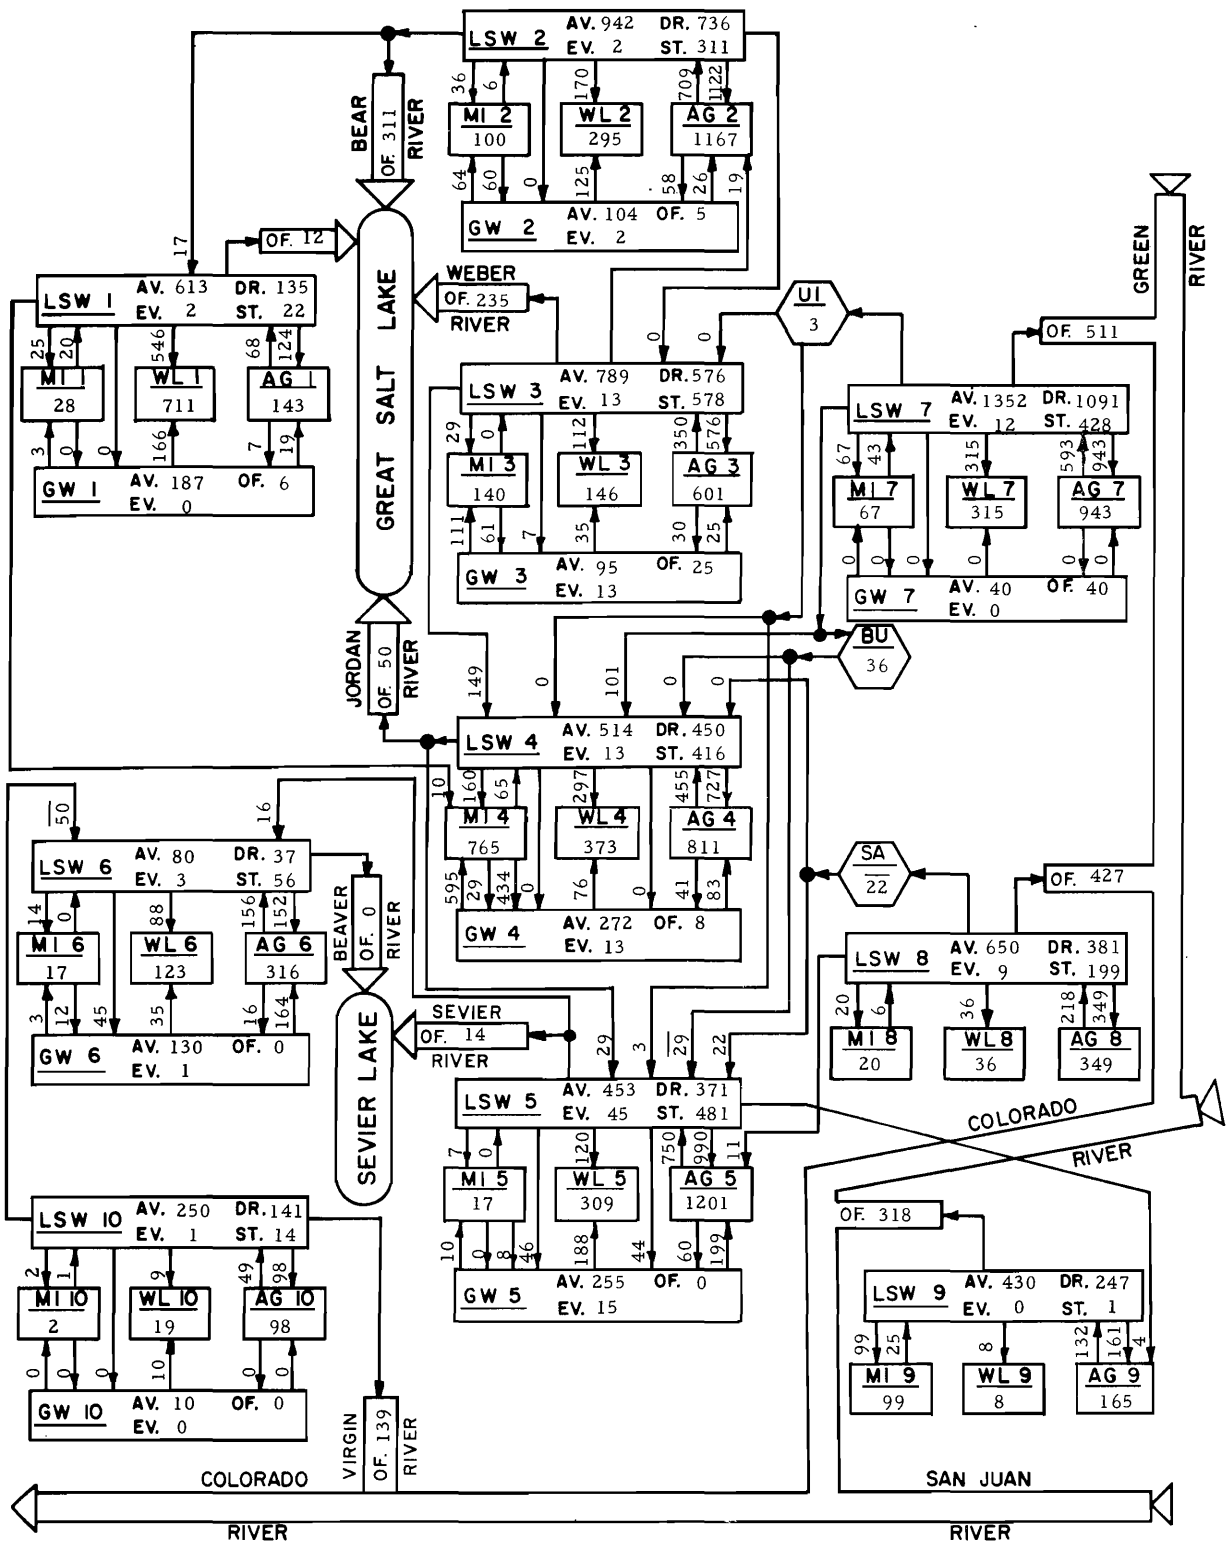 LSW 2 AV. 942 DR. 736
EV. 2 ST. 311
36 6 170 709 1122
MI 2 WL 2 AG 2
100 295 1167
64 60 0 125 58 26 19
GW 2 AV. 104 OF. 5
EV. 2
BEAR
OF. 311
RIVER
17
OF. 12
GREAT SALT LAKE
WEBER
OF. 235
RIVER
LSW 1 AV. 613 DR. 135
EV. 2 ST. 22
25 20 546 68 124
MI 1 WL 1 AG 1
28 711 143
3 0 0 166 7 19
GW 1 AV. 187 OF. 6
EV. 0
0 0
UI
3
GREEN
RIVER
OF. 511
LSW 3 AV. 789 DR. 576
EV. 13 ST. 578
29 0 112 350 576
MI 3 WL 3 AG 3
140 146 601
111 61 7 35 30 25
GW 3 AV. 95 OF. 25
EV. 13
LSW 7 AV. 1352 DR. 1091
EV. 12 ST. 428
67 43 315 593 943
MI 7 WL 7 AG 7
67 315 943
0 0 0 0 0 0
GW 7 AV. 40 OF. 40
EV. 0
BU
36
JORDAN
OF. 50
RIVER
149 0 101 0 0
LSW 4 AV. 514 DR. 450
EV. 13 ST. 416
10 160 65 297 455 727
MI 4 WL 4 AG 4
765 373 811
595 29 434 0 76 0 41 83
GW 4 AV. 272 OF. 8
EV. 13
50 16
LSW 6 AV. 80 DR. 37
EV. 3 ST. 56
14 0 88 156 152
MI 6 WL 6 AG 6
17 123 316
3 12 45 35 16 164
GW 6 AV. 130 OF. 0
EV. 1
BEAVER
OF. 0
RIVER
SEVIER LAKE
SEVIER
OF. 14
RIVER
SA
22
OF. 427
LSW 8 AV. 650 DR. 381
EV. 9 ST. 199
20 6 36 218 349
MI 8 WL 8 AG 8
20 36 349
29 3 29 22
LSW 5 AV. 453 DR. 371
EV. 45 ST. 481
7 0 120 750 990 11
MI 5 WL 5 AG 5
17 309 1201
10 0 8 46 188 44 60 199
GW 5 AV. 255 OF. 0
EV. 15
COLORADO
RIVER
OF. 318
LSW 10 AV. 250 DR. 141
EV. 1 ST. 14
2 1 9 49 98
MI 10 WL 10 AG 10
2 19 98
0 0 0 10 0 0
GW 10 AV. 10 OF. 0
EV. 0
LSW 9 AV. 430 DR. 247
EV. 0 ST. 1
99 25 8 132 161 4
MI 9 WL 9 AG 9
99 8 165
VIRGIN
OF. 139
RIVER
COLORADO
RIVER
SAN JUAN
RIVER